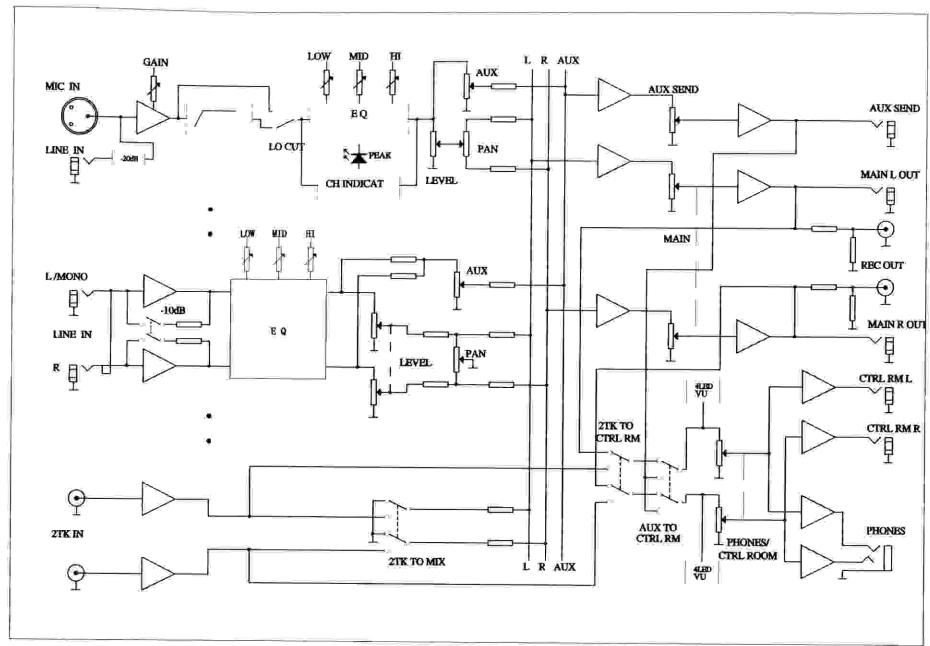 LOW MID HI
L R AUX
GAIN
MIC IN
AUX
AUX SEND
AUX SEND
E Q
LO CUT
LINE IN
-20dB
PEAK
PAN
LEVEL
CH INDICAT
MAIN L OUT
MAIN
LOW MID HI
REC OUT
L/MONO
AUX
-10dB
LINE IN
E Q
MAIN R OUT
LEVEL
PAN
R
4LED
VU
CTRL RM L
2TK TO
CTRL RM
CTRL RM R
2TK IN
AUX TO
CTRL RM
PHONES/
CTRL ROOM
PHONES
2TK TO MIX
L R AUX
4LED
VU